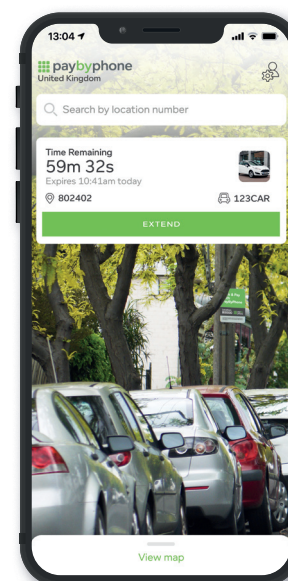 13:04
paybyphone
United Kingdom
Search by location number
Time Remaining
59m 32s
Expires 10:41am today
802402 123CAR
EXTEND
View map